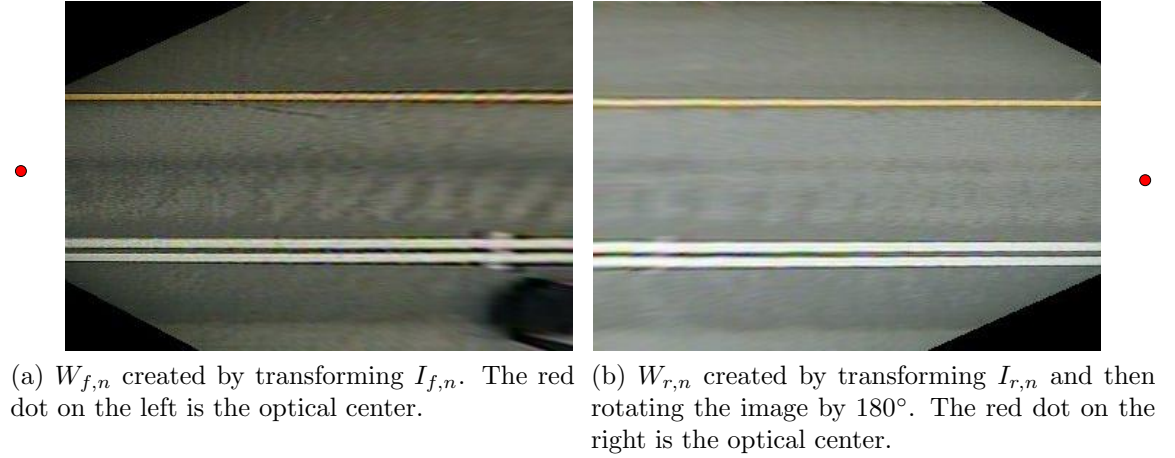 (a) W_{f,n} created by transforming I_{f,n}. The red
dot on the left is the optical center.
(b) W_{r,n} created by transforming I_{r,n} and then
rotating the image by 180°. The red dot on the
right is the optical center.